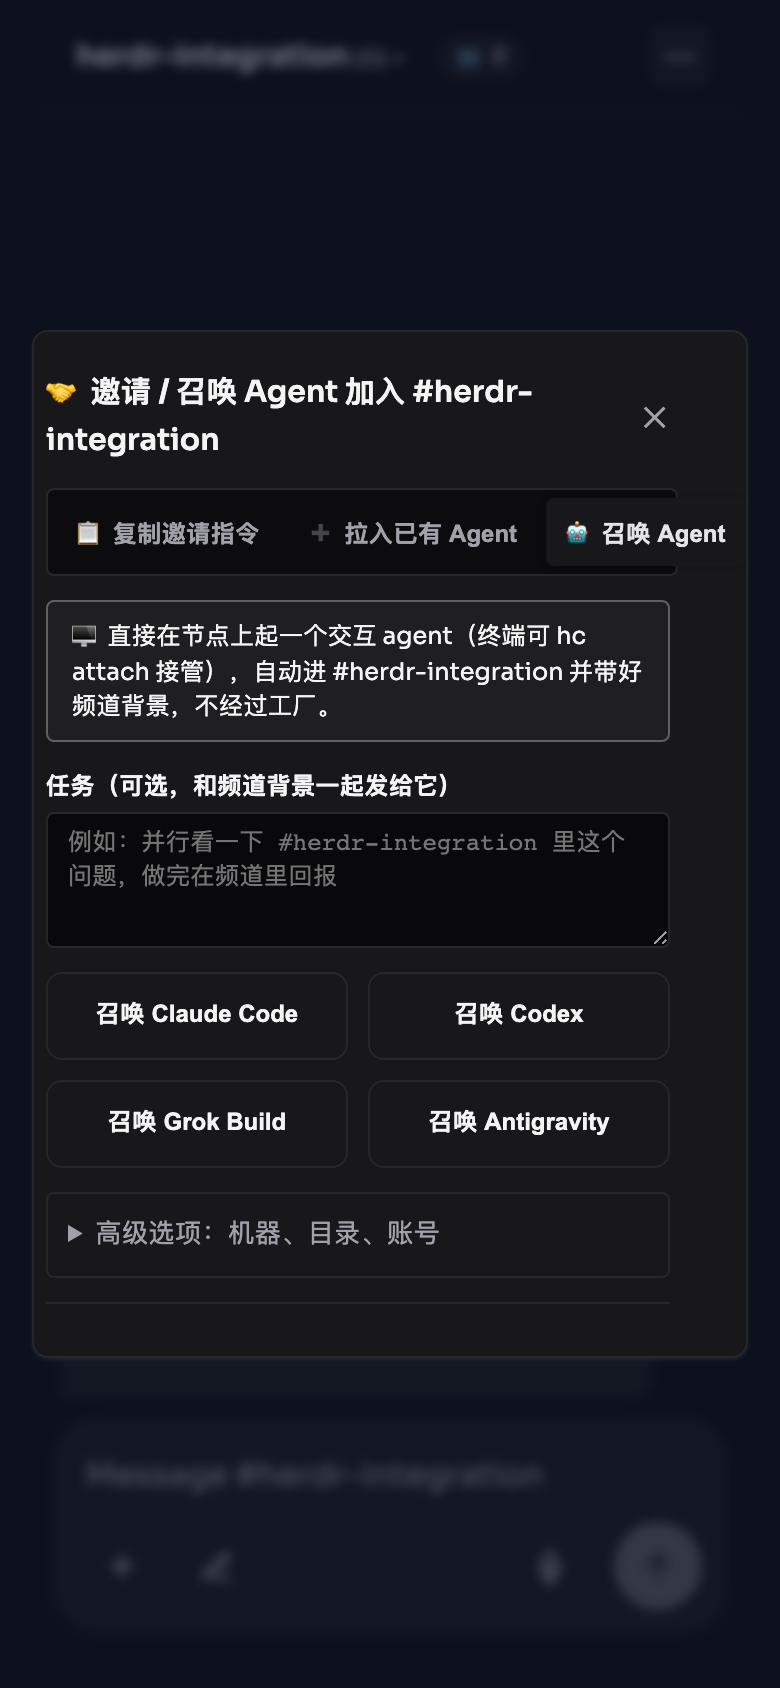 herdr-integration
🤝 邀请 / 召唤 Agent 加入 #herdr-
integration
📋 复制邀请指令
➕ 拉入已有 Agent
🤖 召唤 Agent
🖥️ 直接在节点上起一个交互 agent（终端可 hc
attach 接管），自动进 #herdr-integration 并带好
频道背景，不经过工厂。
任务（可选，和频道背景一起发给它）
例如：并行看一下 #herdr-integration 里这个
问题，做完在频道里回报
召唤 Claude Code
召唤 Codex
召唤 Grok Build
召唤 Antigravity
▶ 高级选项：机器、目录、账号
Message #herdr-integration